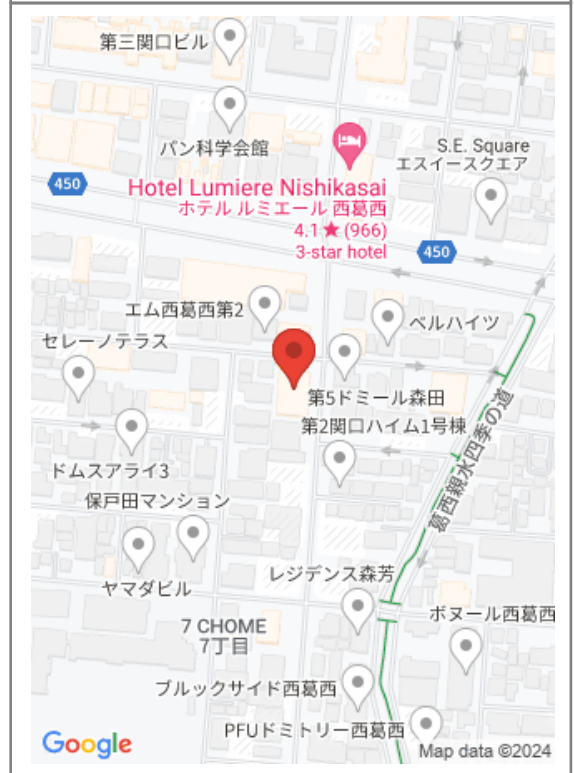 第三関口ビル
パン科学会館
S.E. Square
エスイースクエア
450
Hotel Lumiere Nishikasai
ホテル ルミエール 西葛西
4.1★(966)
3-star hotel
450
エム西葛西第2
ベルハイツ
セレーノテラス
第5ドミール森田
第2関口ハイム1号棟
葛西親水四季の道
ドムスアライ3
保戸田マンション
ヤマダビル
レジデンス森芳
7 CHOME
7丁目
ボヌール西葛西
ブルックサイド西葛西
PFUドミトリー西葛西
Google
Map data ©2024